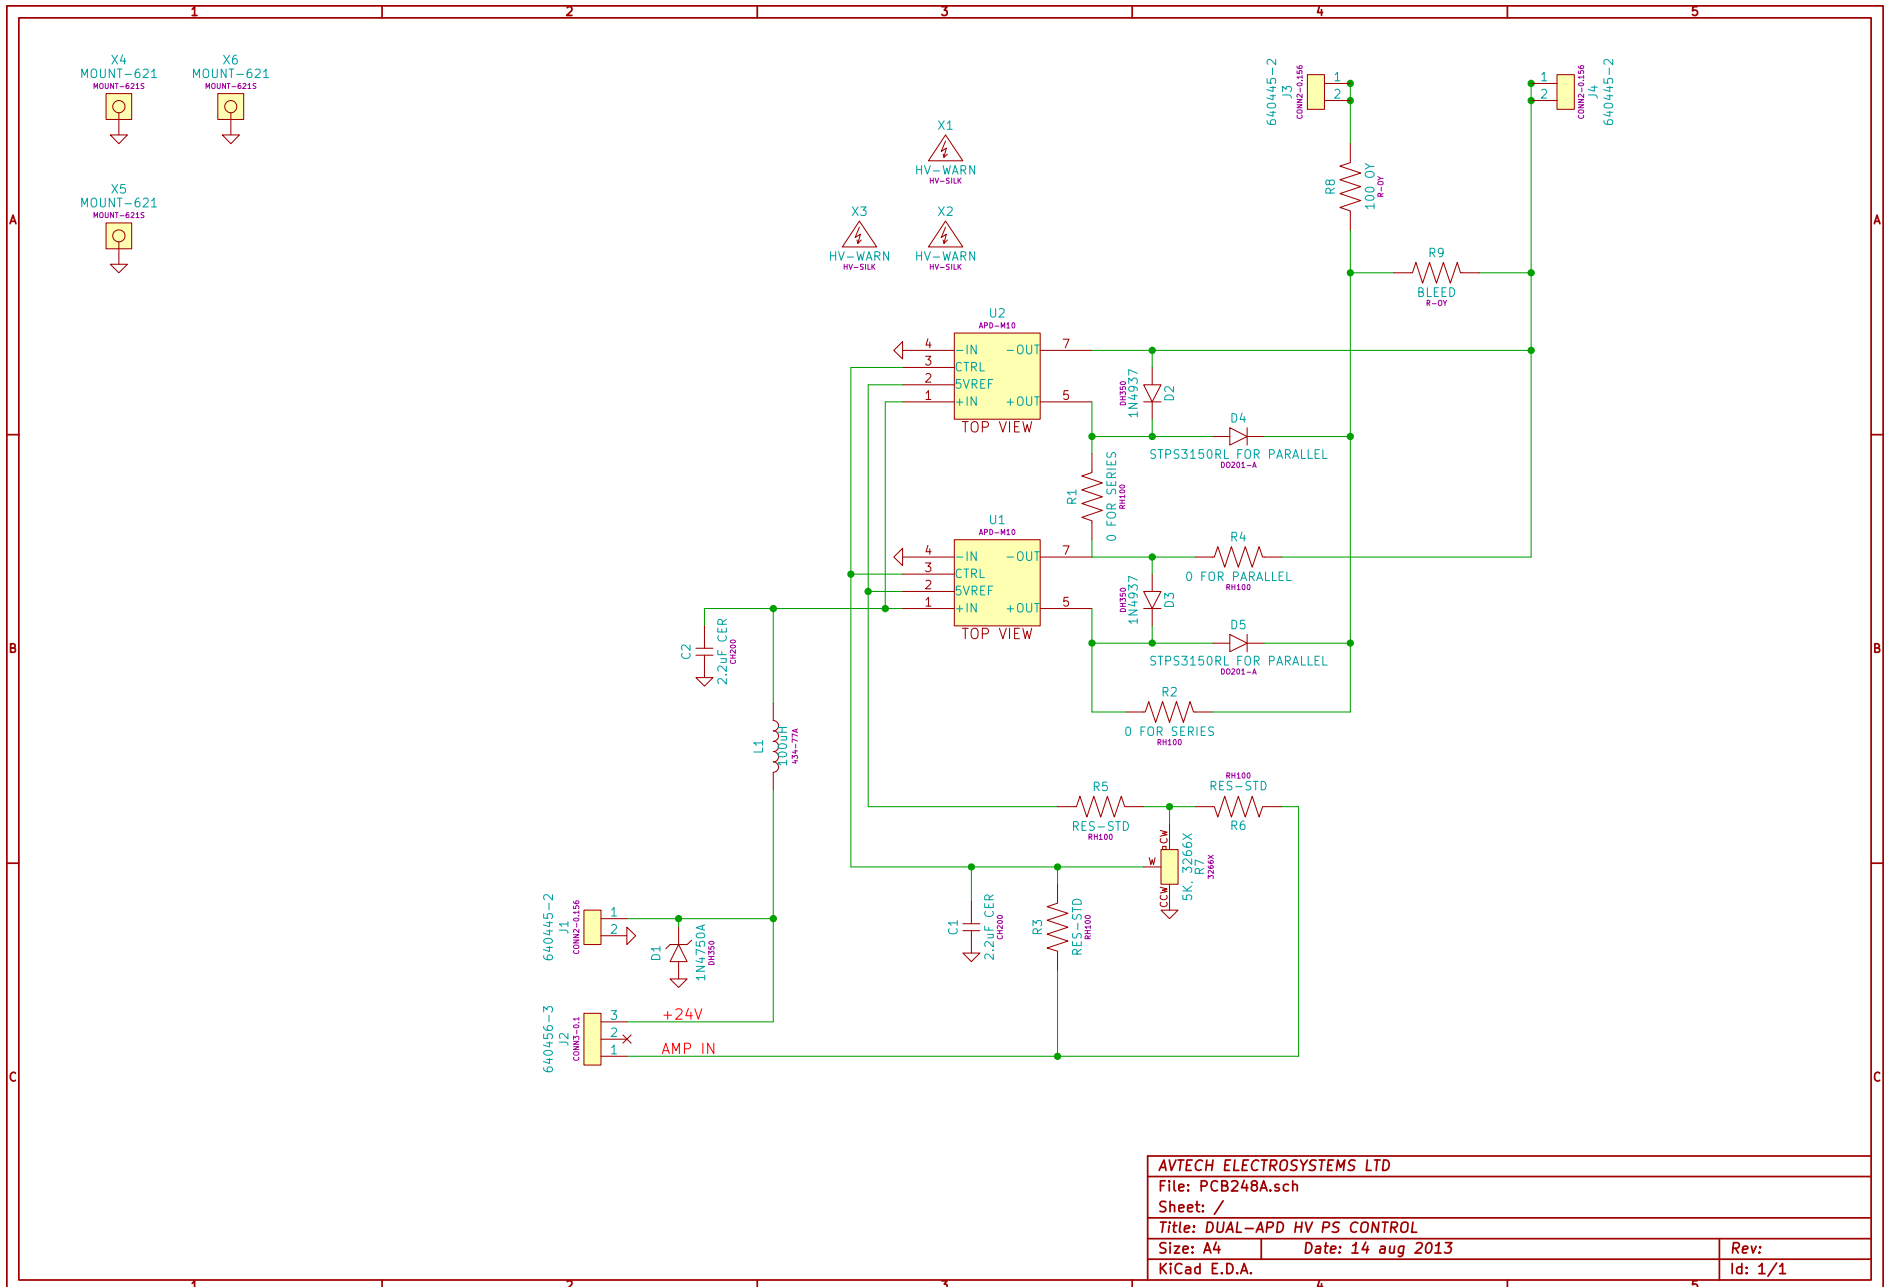 1 2 3 4 5
A
B
C
A
B
C
X4
MOUNT-621
MOUNT-621S
X6
MOUNT-621
MOUNT-621S
X5
MOUNT-621
MOUNT-621S
X1
HV-WARN
HV-SILK
X3
HV-WARN
HV-SILK
X2
HV-WARN
HV-SILK
640445-2
J3
CONN2-0.156
1
2
1
2
CONN2-0.156
J4
640445-2
R8
100 OY
R-OY
R9
BLEED
R-OY
U2
APD-M10
4 -IN
3 CTRL
2 5VREF
1 +IN
-OUT 7
+OUT 5
TOP VIEW
DH350
1N4937
D2
D4
STPS3150RL FOR PARALLEL
DO201-A
R1
0 FOR SERIES
RH100
U1
APD-M10
4 -IN
3 CTRL
2 5VREF
1 +IN
-OUT 7
+OUT 5
TOP VIEW
R4
0 FOR PARALLEL
RH100
DH350
1N4937
D3
D5
STPS3150RL FOR PARALLEL
DO201-A
R2
0 FOR SERIES
RH100
C2
2.2uF CER
CH200
L1
100uH
434-77A
R5
RES-STD
RH100
RH100
RES-STD
R6
CW
W
CCW
5K, 3266X
R7
3266X
C1
2.2uF CER
CH200
R3
RES-STD
RH100
640445-2
J1
CONN2-0.156
1
2
D1
1N4750A
DH350
640456-3
J2
CONN3-0.1
3
2
1
+24V
AMP IN
AVTECH ELECTROSYSTEMS LTD
File: PCB248A.sch
Sheet: /
Title: DUAL-APD HV PS CONTROL
Size: A4 Date: 14 aug 2013 Rev:
KiCad E.D.A. Id: 1/1
1 2 3 4 5